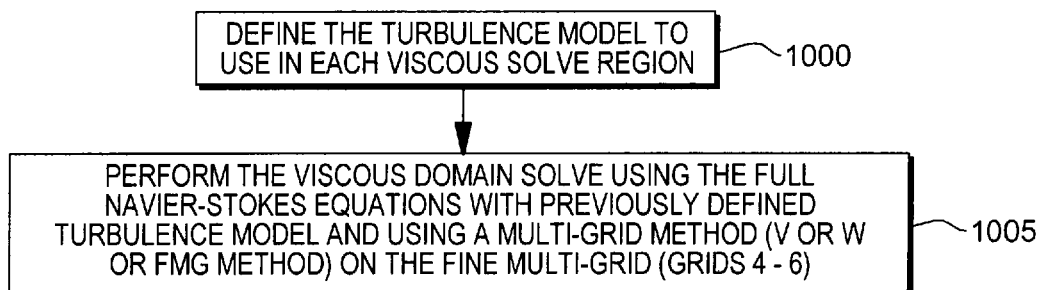 DEFINE THE TURBULENCE MODEL TO
USE IN EACH VISCOUS SOLVE REGION
1000
PERFORM THE VISCOUS DOMAIN SOLVE USING THE FULL
NAVIER-STOKES EQUATIONS WITH PREVIOUSLY DEFINED
TURBULENCE MODEL AND USING A MULTI-GRID METHOD (V OR W
OR FMG METHOD) ON THE FINE MULTI-GRID (GRIDS 4 - 6)
1005